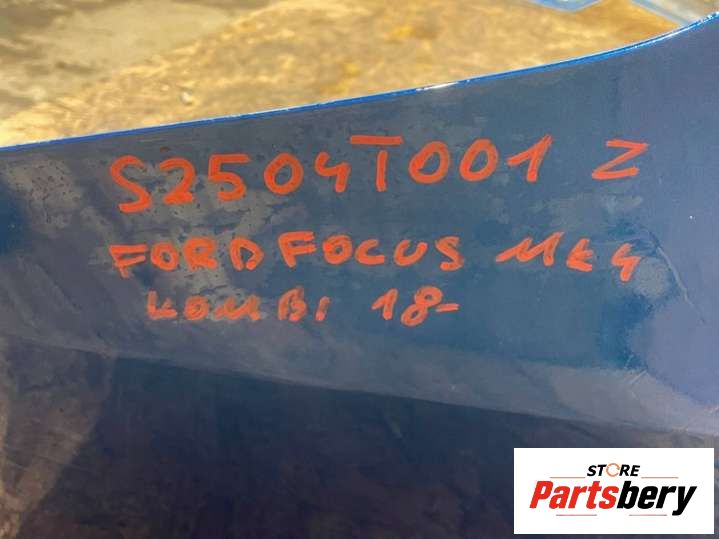 S2504T001 Z
FORD FOCUS MK4
KOMBI 18-
STORE
Partsbery